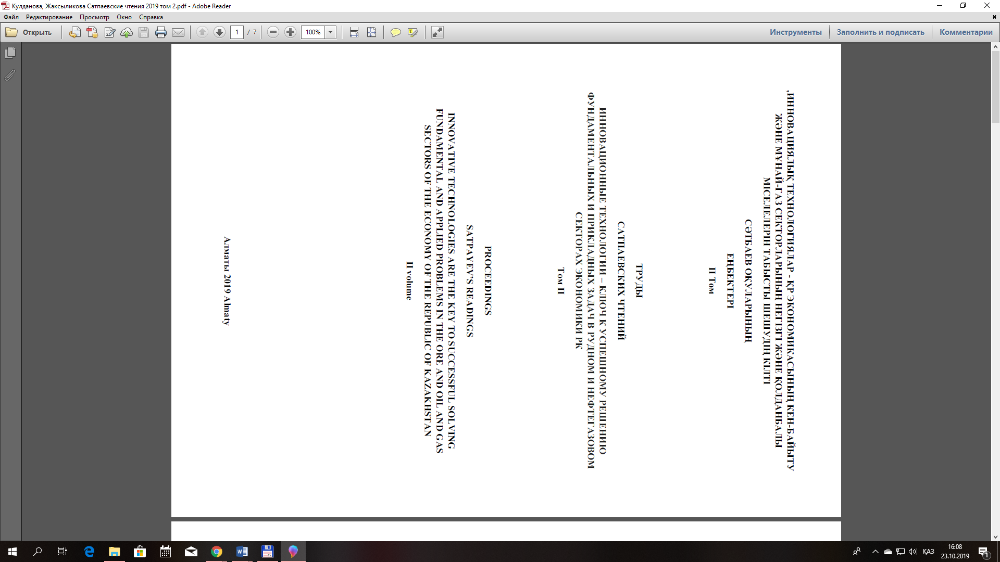 Кулданова, Жаксыликова Сатпаевские чтения 2019 том 2.pdf - Adobe Reader
Файл Редактирование Просмотр Окно Справка
Открыть 1 / 7 100% Инструменты Заполнить и подписать Комментарии
,ИННОВАЦИЯЛЫҚ ТЕХНОЛОГИЯЛАР - ҚР ЭКОНОМИКАСЫНЫҢ КЕН-БАЙЫТУ
ЖӘНЕ МҰНАЙ-ГАЗ СЕКТОРЛАРЫНЫҢ НЕГІЗГІ ЖӘНЕ ҚОЛДАНБАЛЫ
МІСЕЛЕЛЕРІН ТАБЫСТЫ ШЕШУДІҢ КІЛТІ
СӘТБАЕВ ОҚУЛАРЫНЫҢ
ЕҢБЕКТЕРІ
II Том
ТРУДЫ
САТПАЕВСКИХ ЧТЕНИЙ
ИННОВАЦИОННЫЕ ТЕХНОЛОГИИ – КЛЮЧ К УСПЕШНОМУ РЕШЕНИЮ
ФУНДАМЕНТАЛЬНЫХ И ПРИКЛАДНЫХ ЗАДАЧ В РУДНОМ И НЕФТЕГАЗОВОМ
СЕКТОРАХ ЭКОНОМИКИ РК
Том II
PROCEEDINGS
SATPAYEV'S READINGS
INNOVATIVE TECHNOLOGIES ARE THE KEY TO SUCCESSFUL SOLVING
FUNDAMENTAL AND APPLIED PROBLEMS IN THE ORE AND OIL AND GAS
SECTORS OF THE ECONOMY OF THE REPUBLIC OF KAZAKHSTAN
II volume
Алматы 2019 Almaty
ҚАЗ
16:08
23.10.2019
1